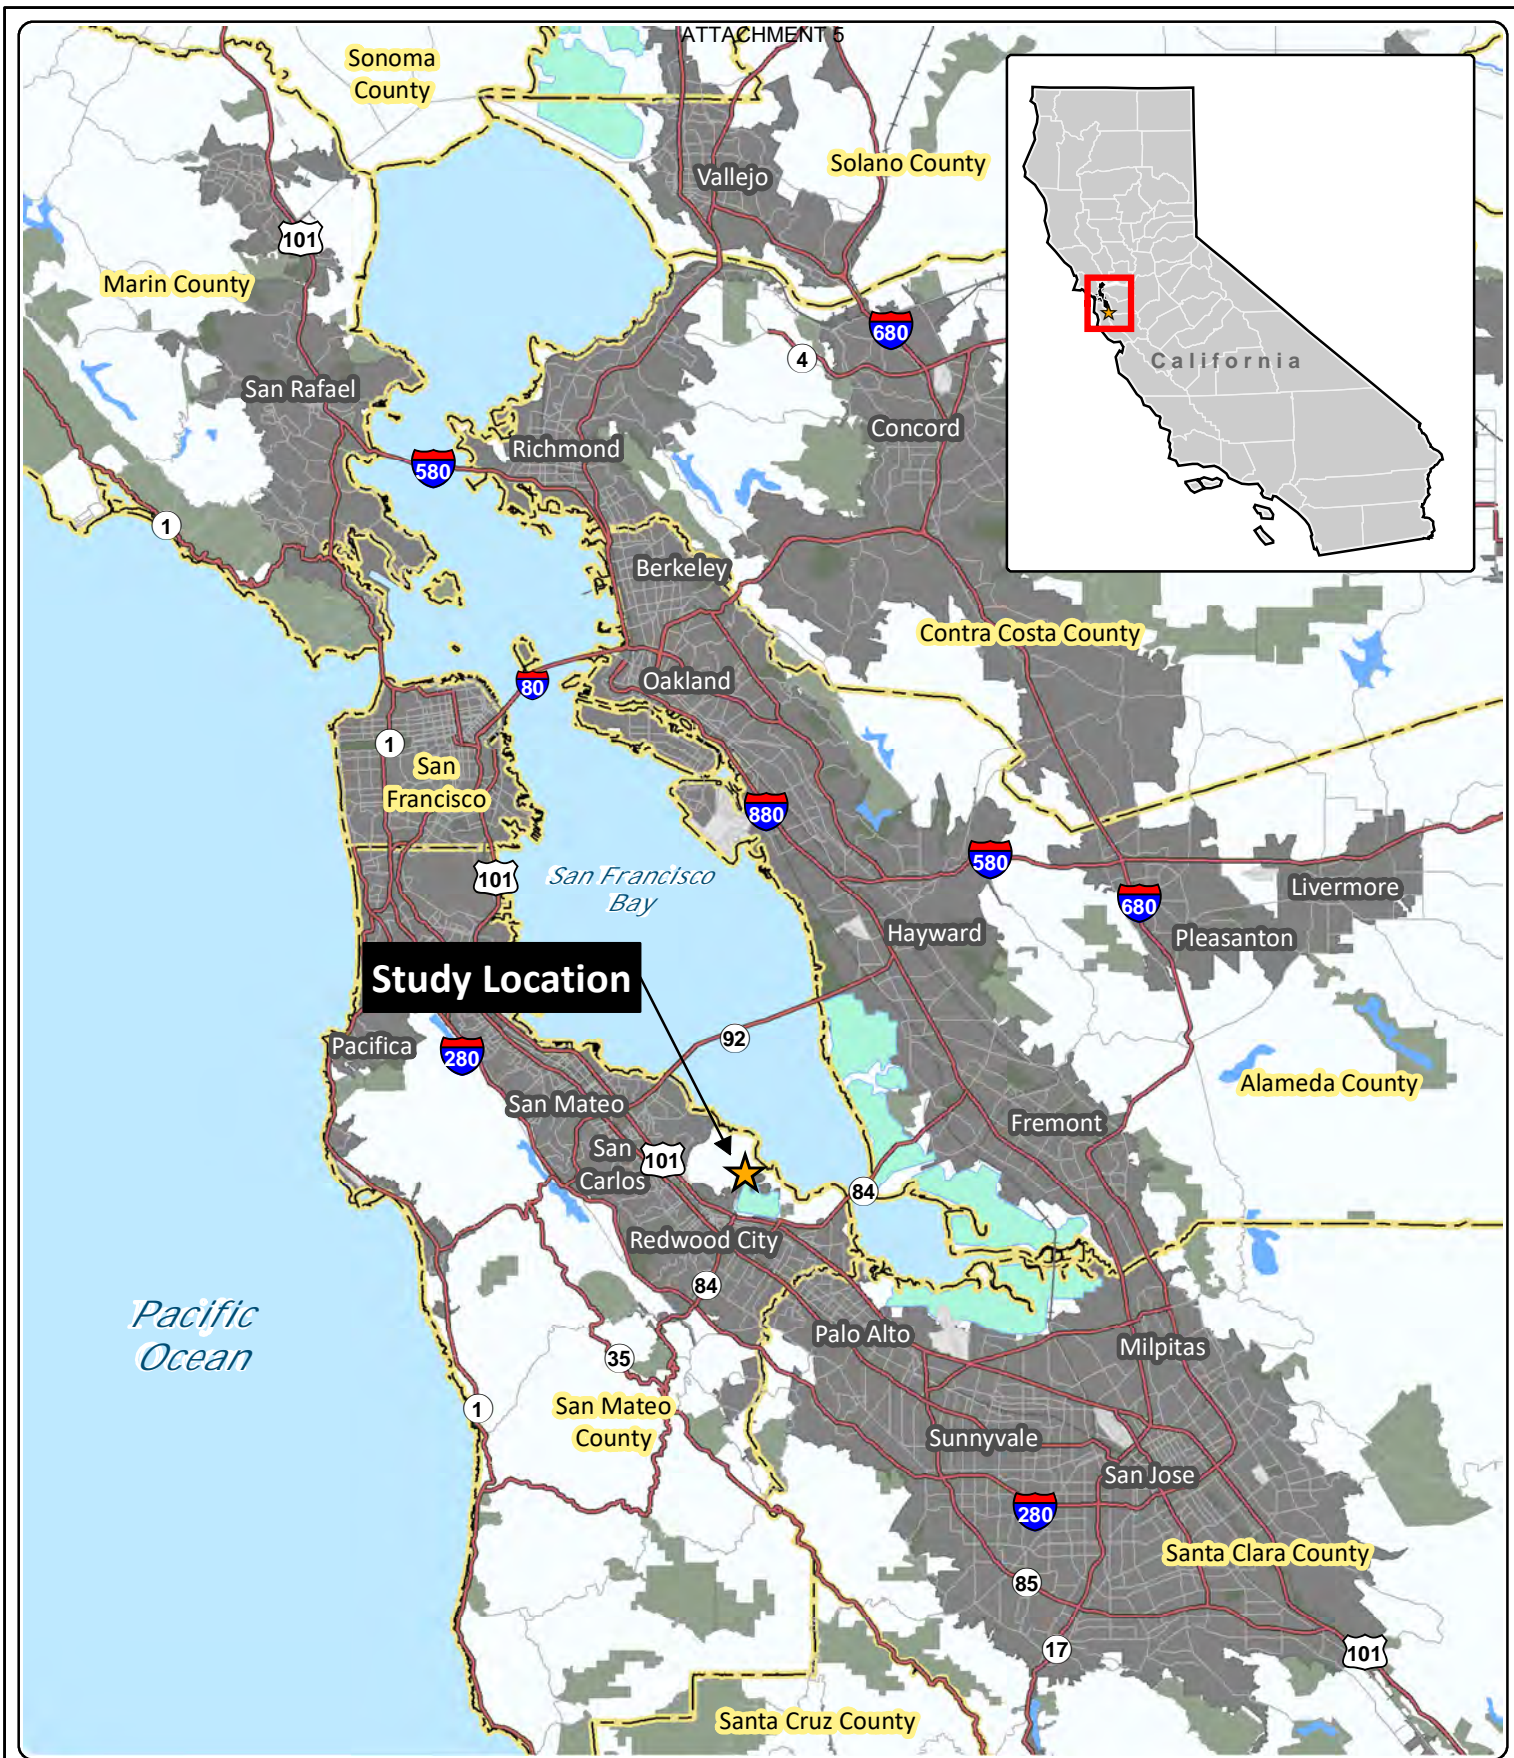 ATTACHMENT 5
Sonoma
County
Solano County
Vallejo
101
Marin County
680
4
California
San Rafael
Concord
Richmond
580
1
Berkeley
Contra Costa County
Oakland
80
1
San
Francisco
880
580
101
San Francisco
Bay
Livermore
680
Hayward
Pleasanton
Study Location
92
Pacifica
280
Alameda County
San Mateo
Fremont
San
Carlos
101
84
Redwood City
84
Pacific
Ocean
Palo Alto
Milpitas
35
1
San Mateo
County
Sunnyvale
San Jose
280
Santa Clara County
85
17
101
Santa Cruz County